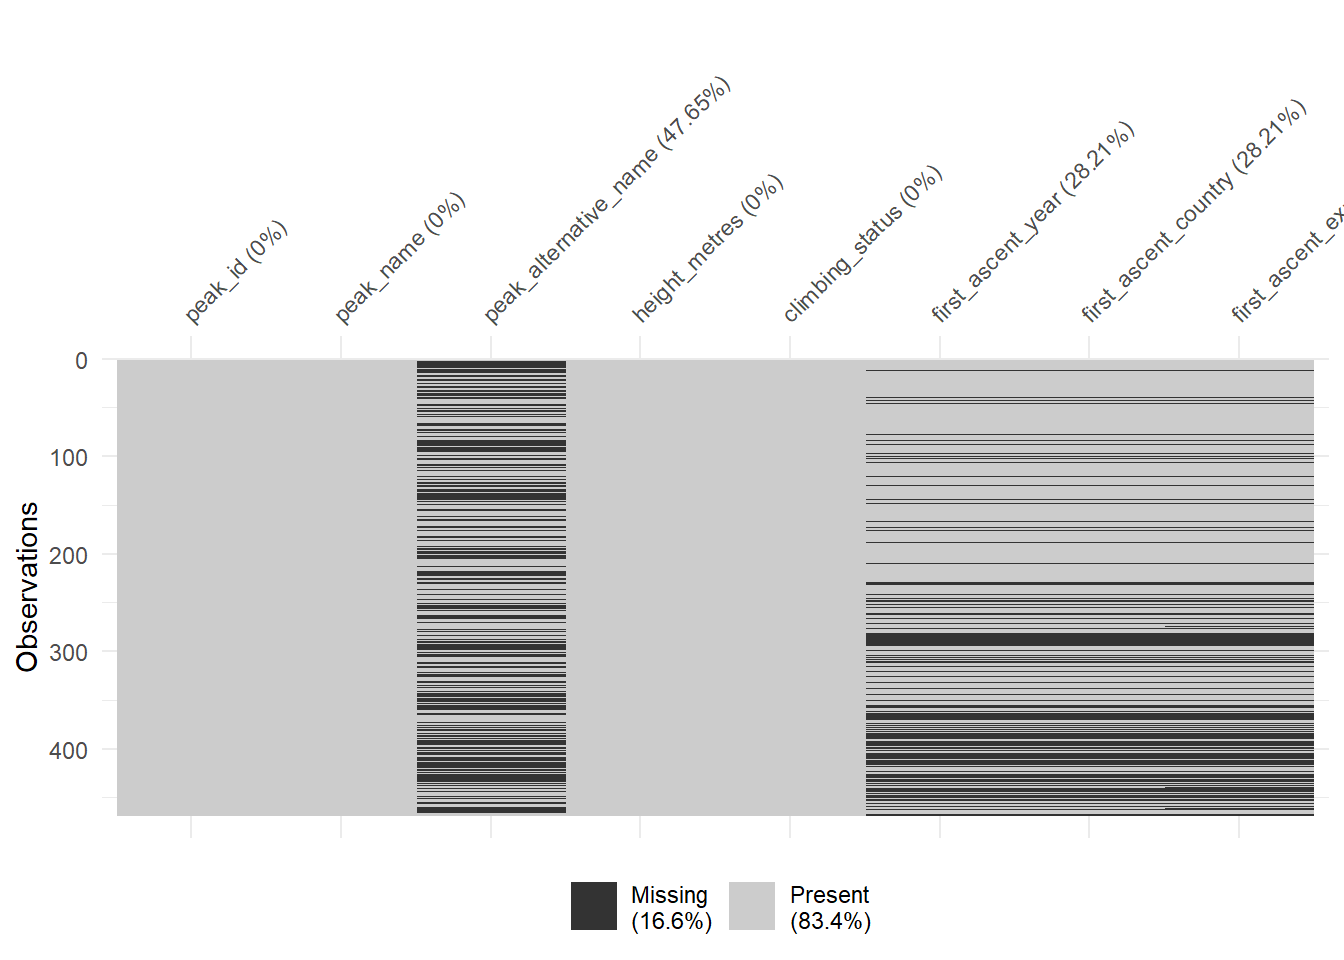 peak_id (0%)
peak_name (0%)
peak_alternative_name (47.65%)
height_metres (0%)
climbing_status (0%)
first_ascent_year (28.21%)
first_ascent_country (28.21%)
first_ascent_ex
0
100
200
300
400
Observations
Missing
(16.6%)
Present
(83.4%)